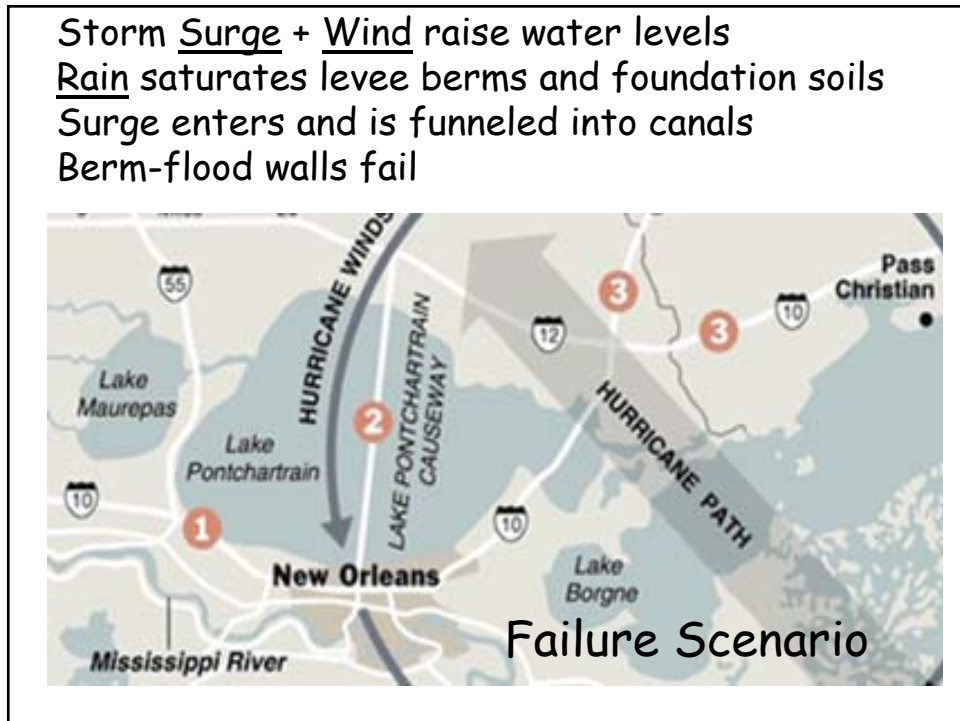 Storm Surge + Wind raise water levels
Rain saturates levee berms and foundation soils
Surge enters and is funneled into canals
Berm-flood walls fail
HURRICANE WINDS
55
Pass
Christian
3
3
10
12
Lake
Maurepas
LAKE PONTCHARTRAIN
CAUSEWAY
HURRICANE PATH
2
Lake
Pontchartrain
10
1
10
New Orleans
Lake
Borgne
Failure Scenario
Mississippi River